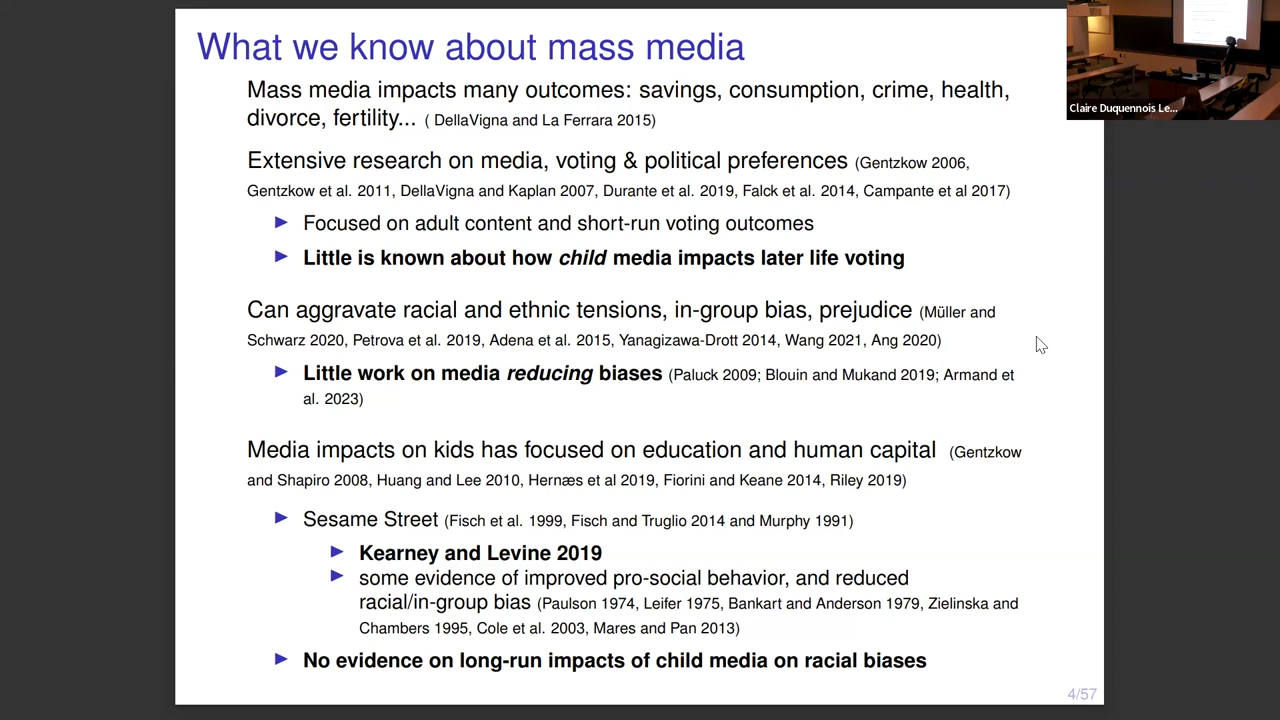 What we know about mass media
Mass media impacts many outcomes: savings, consumption, crime, health,
divorce, fertility... ( DellaVigna and La Ferrara 2015)
Extensive research on media, voting & political preferences (Gentzkow 2006,
Gentzkow et al. 2011, DellaVigna and Kaplan 2007, Durante et al. 2019, Falck et al. 2014, Campante et al 2017)
▶ Focused on adult content and short-run voting outcomes
▶ Little is known about how child media impacts later life voting
Can aggravate racial and ethnic tensions, in-group bias, prejudice (Müller and
Schwarz 2020, Petrova et al. 2019, Adena et al. 2015, Yanagizawa-Drott 2014, Wang 2021, Ang 2020)
▶ Little work on media reducing biases (Paluck 2009; Blouin and Mukand 2019; Armand et
al. 2023)
Media impacts on kids has focused on education and human capital (Gentzkow
and Shapiro 2008, Huang and Lee 2010, Hernæs et al 2019, Fiorini and Keane 2014, Riley 2019)
▶ Sesame Street (Fisch et al. 1999, Fisch and Truglio 2014 and Murphy 1991)
▶ Kearney and Levine 2019
▶ some evidence of improved pro-social behavior, and reduced
racial/in-group bias (Paulson 1974, Leifer 1975, Bankart and Anderson 1979, Zielinska and
Chambers 1995, Cole et al. 2003, Mares and Pan 2013)
▶ No evidence on long-run impacts of child media on racial biases
4/57
Claire Duquennois Le...